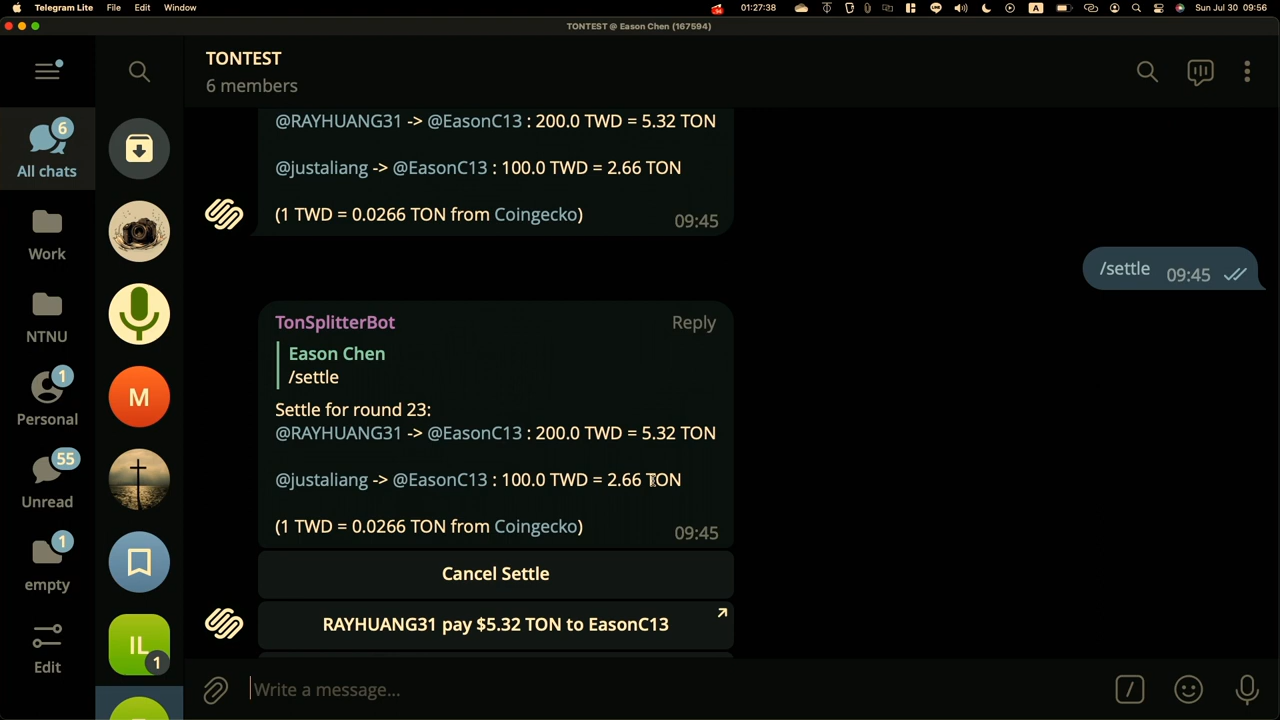 Telegram Lite File Edit Window 01:27:38 A Sun Jul 30 09:56
TONTEST @ Eason Chen (167594)
TONTEST
6 members
6
All chats
Work
NTNU
1
Personal
55
Unread
1
empty
Edit
M
IL
1
@RAYHUANG31 -> @EasonC13 : 200.0 TWD = 5.32 TON
@justaliang -> @EasonC13 : 100.0 TWD = 2.66 TON
(1 TWD = 0.0266 TON from Coingecko)
09:45
/settle 09:45
TonSplitterBot Reply
Eason Chen
/settle
Settle for round 23:
@RAYHUANG31 -> @EasonC13 : 200.0 TWD = 5.32 TON
@justaliang -> @EasonC13 : 100.0 TWD = 2.66 TON
(1 TWD = 0.0266 TON from Coingecko)
09:45
Cancel Settle
RAYHUANG31 pay $5.32 TON to EasonC13
Write a message...